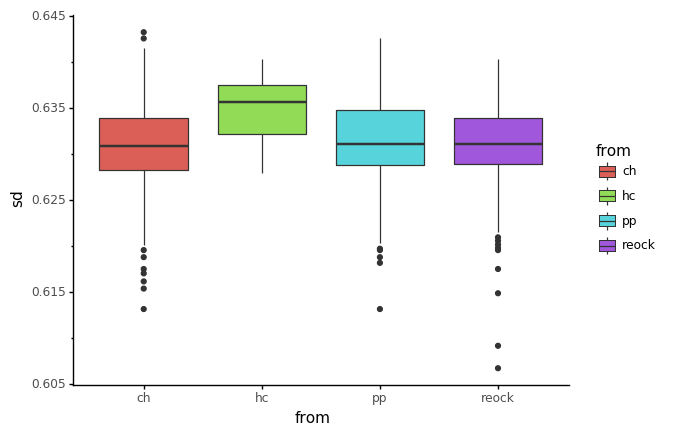 0.645
0.635
0.625
0.615
0.605
sd
ch hc pp reock
from
from
ch
hc
pp
reock